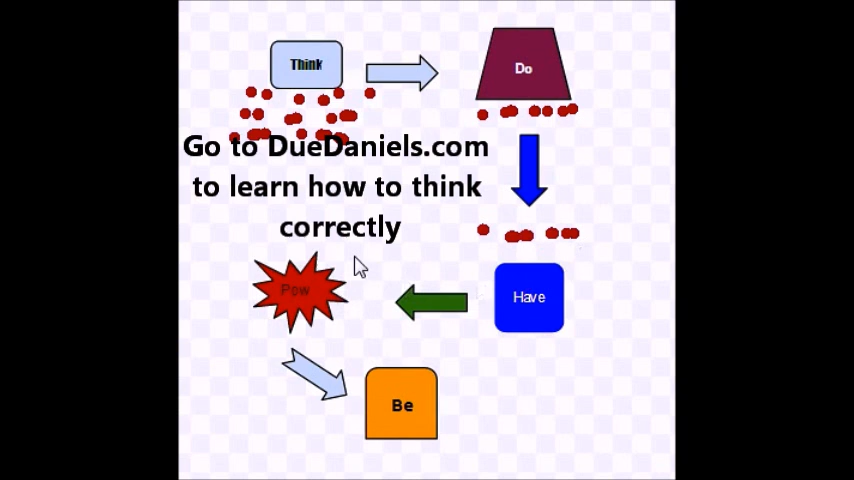 Think
Do
Go to DueDaniels.com
to learn how to think
correctly
Pow
Have
Be